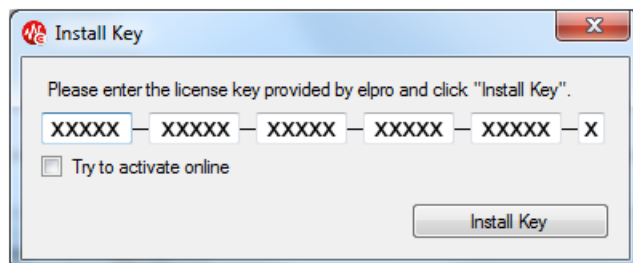 Install Key
Please enter the license key provided by elpro and click "Install Key".
XXXXX – XXXXX – XXXXX – XXXXX – XXXXX – X
Try to activate online
Install Key